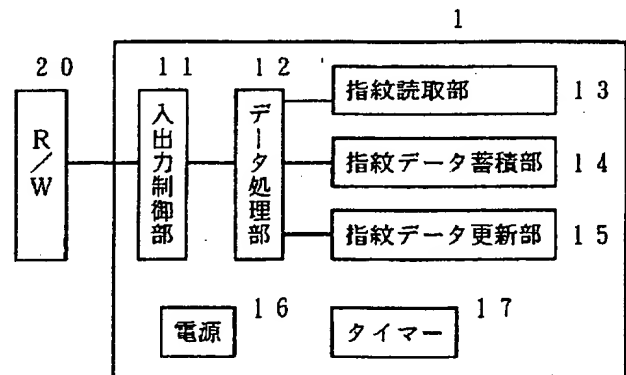 1
20
R/W
11
入出力制御部
12
データ処理部
指紋読取部
13
指紋データ蓄積部
14
指紋データ更新部
15
電源
16
タイマー
17